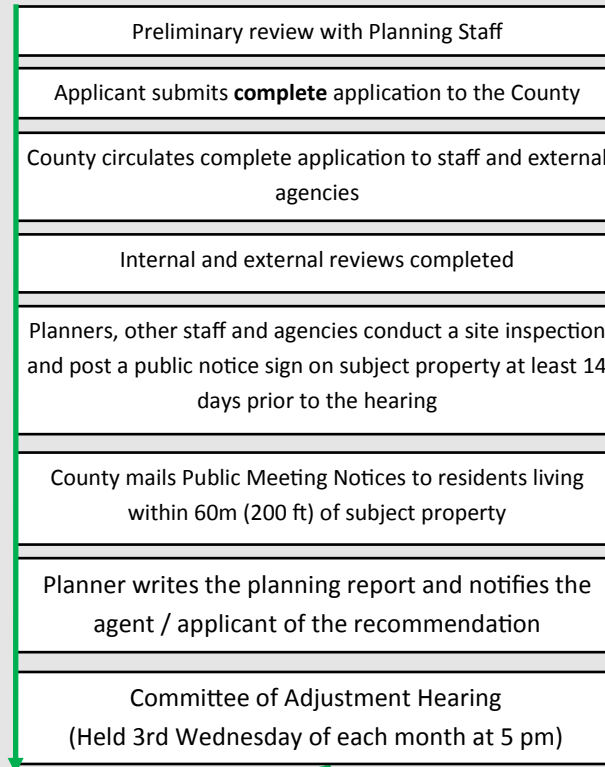 Preliminary review with Planning Staff
Applicant submits complete application to the County
County circulates complete application to staff and external
agencies
Internal and external reviews completed
Planners, other staff and agencies conduct a site inspection
and post a public notice sign on subject property at least 14
days prior to the hearing
County mails Public Meeting Notices to residents living
within 60m (200 ft) of subject property
Planner writes the planning report and notifies the
agent / applicant of the recommendation
Committee of Adjustment Hearing
(Held 3rd Wednesday of each month at 5 pm)